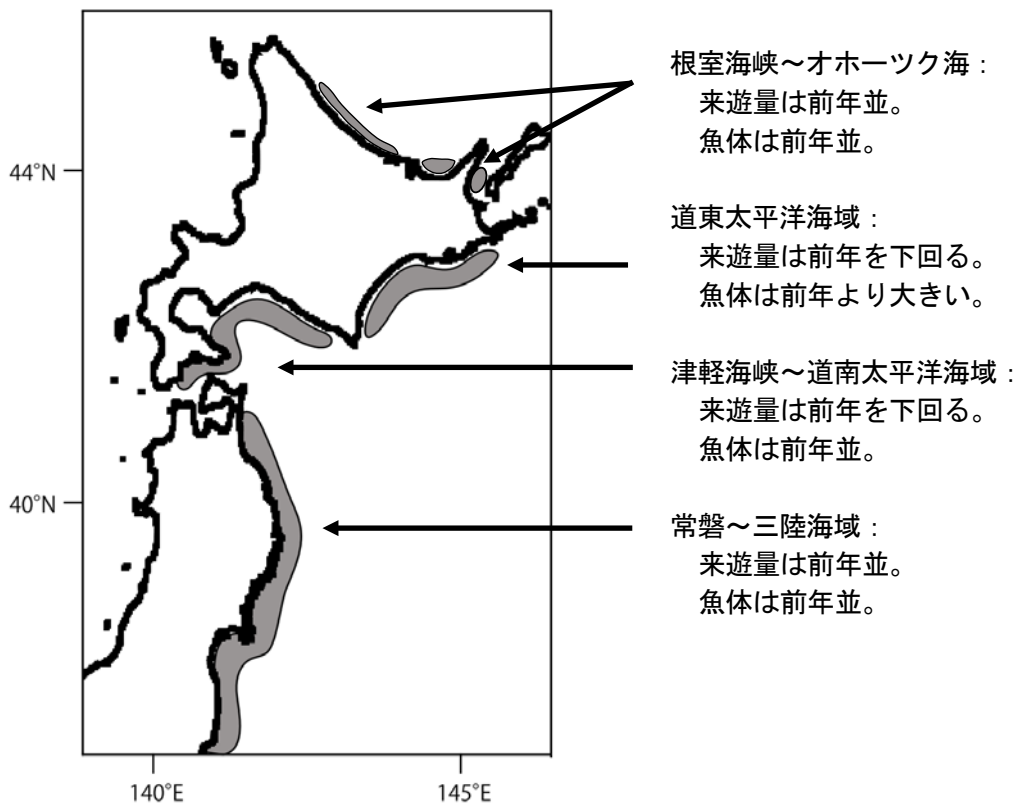 根室海峡～オホーツク海：
来遊量は前年並。
魚体は前年並。
44°N
道東太平洋海域：
来遊量は前年を下回る。
魚体は前年より大きい。
津軽海峡～道南太平洋海域：
来遊量は前年を下回る。
魚体は前年並。
40°N
常磐～三陸海域：
来遊量は前年並。
魚体は前年並。
140°E
145°E